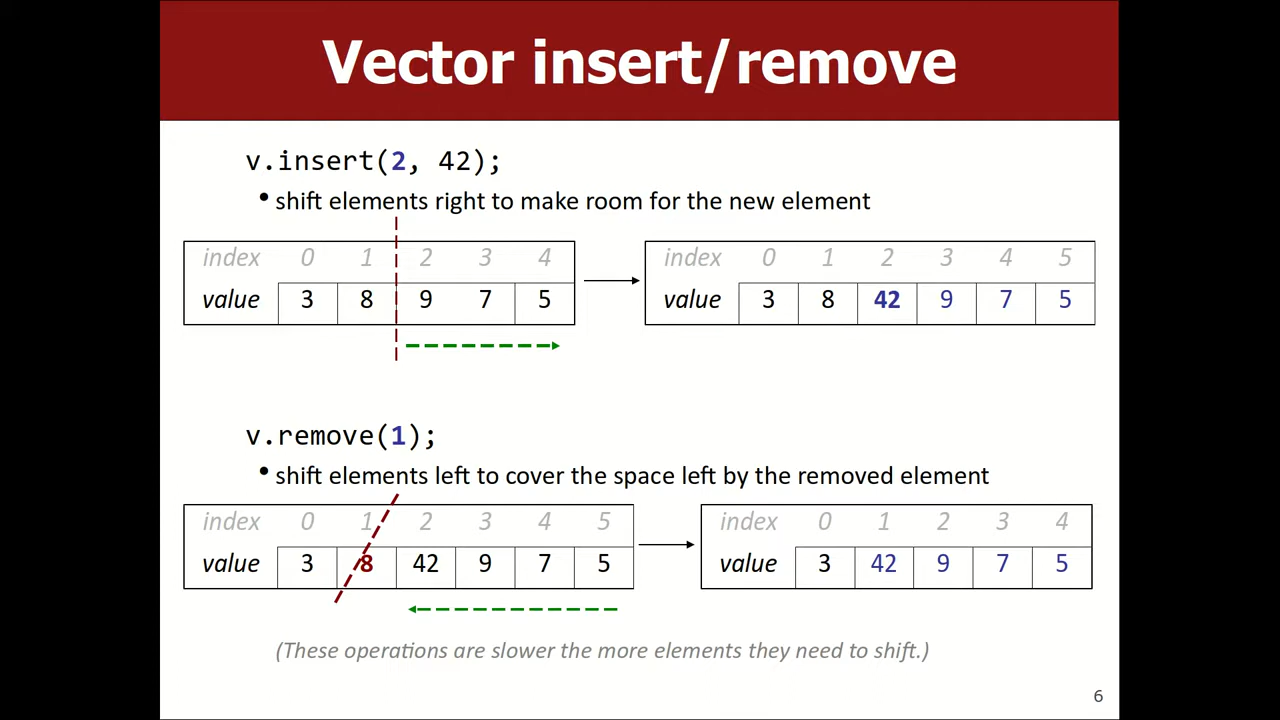 Vector insert/remove
v.insert(2, 42);
• shift elements right to make room for the new element
index 0 1 2 3 4
value 3 8 9 7 5
index 0 1 2 3 4 5
value 3 8 42 9 7 5
v.remove(1);
• shift elements left to cover the space left by the removed element
index 0 1 2 3 4 5
value 3 8 42 9 7 5
index 0 1 2 3 4
value 3 42 9 7 5
(These operations are slower the more elements they need to shift.)
6